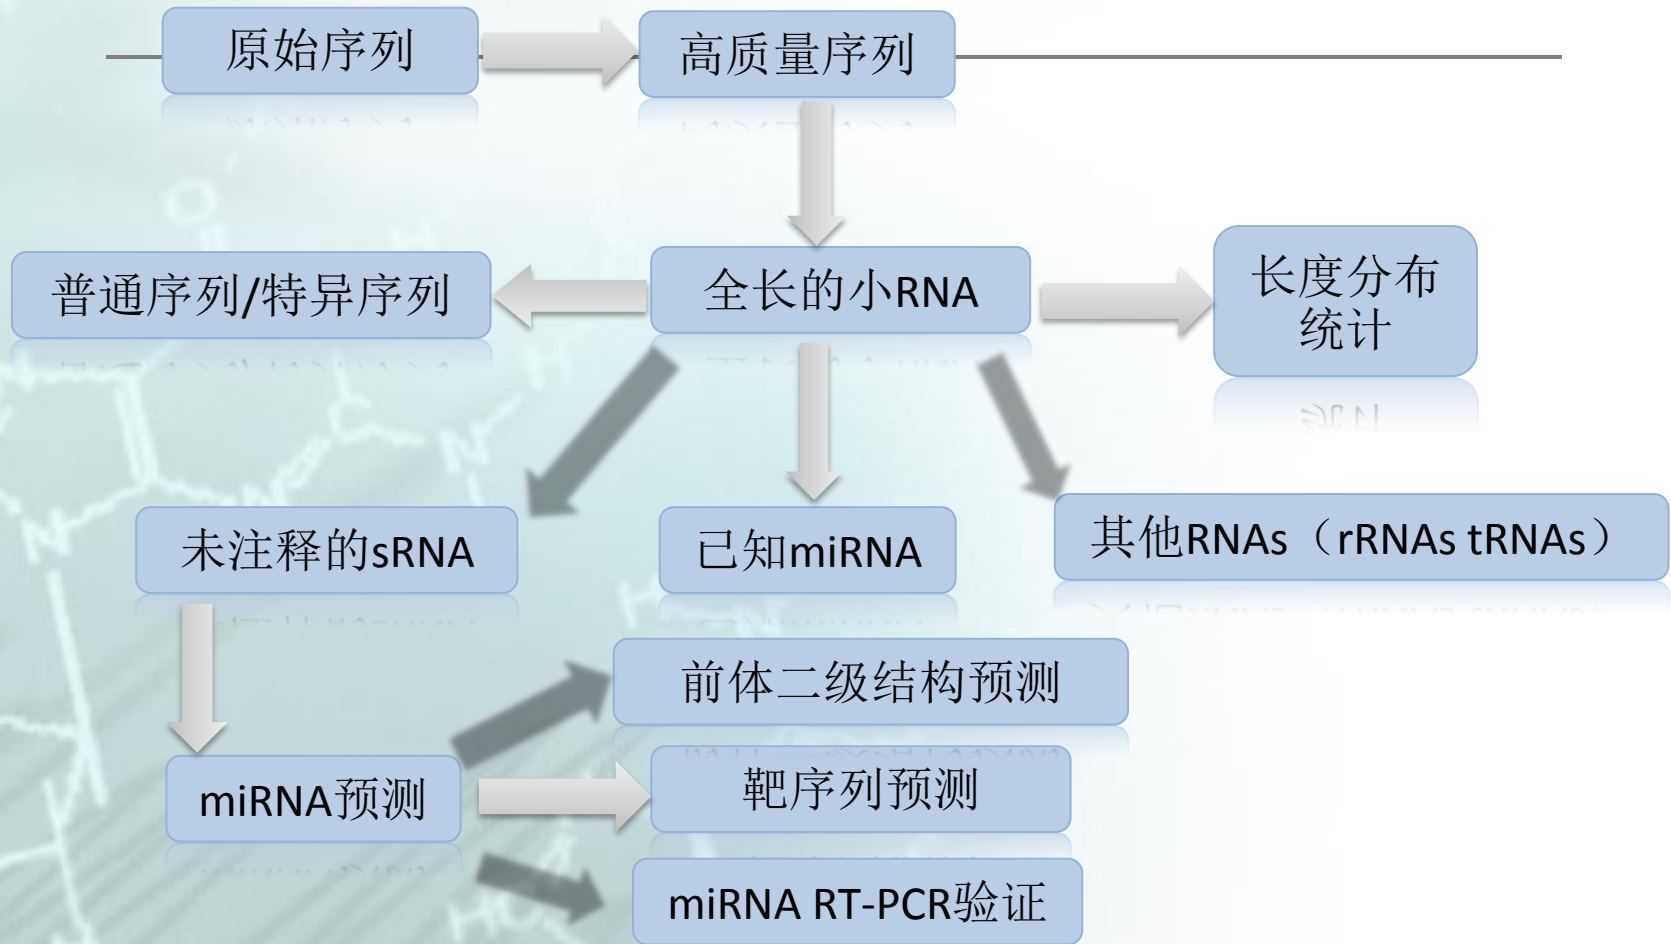 原始序列
高质量序列
普通序列/特异序列
全长的小RNA
长度分布
统计
未注释的sRNA
已知miRNA
其他RNAs（rRNAs tRNAs）
前体二级结构预测
miRNA预测
靶序列预测
miRNA RT-PCR验证